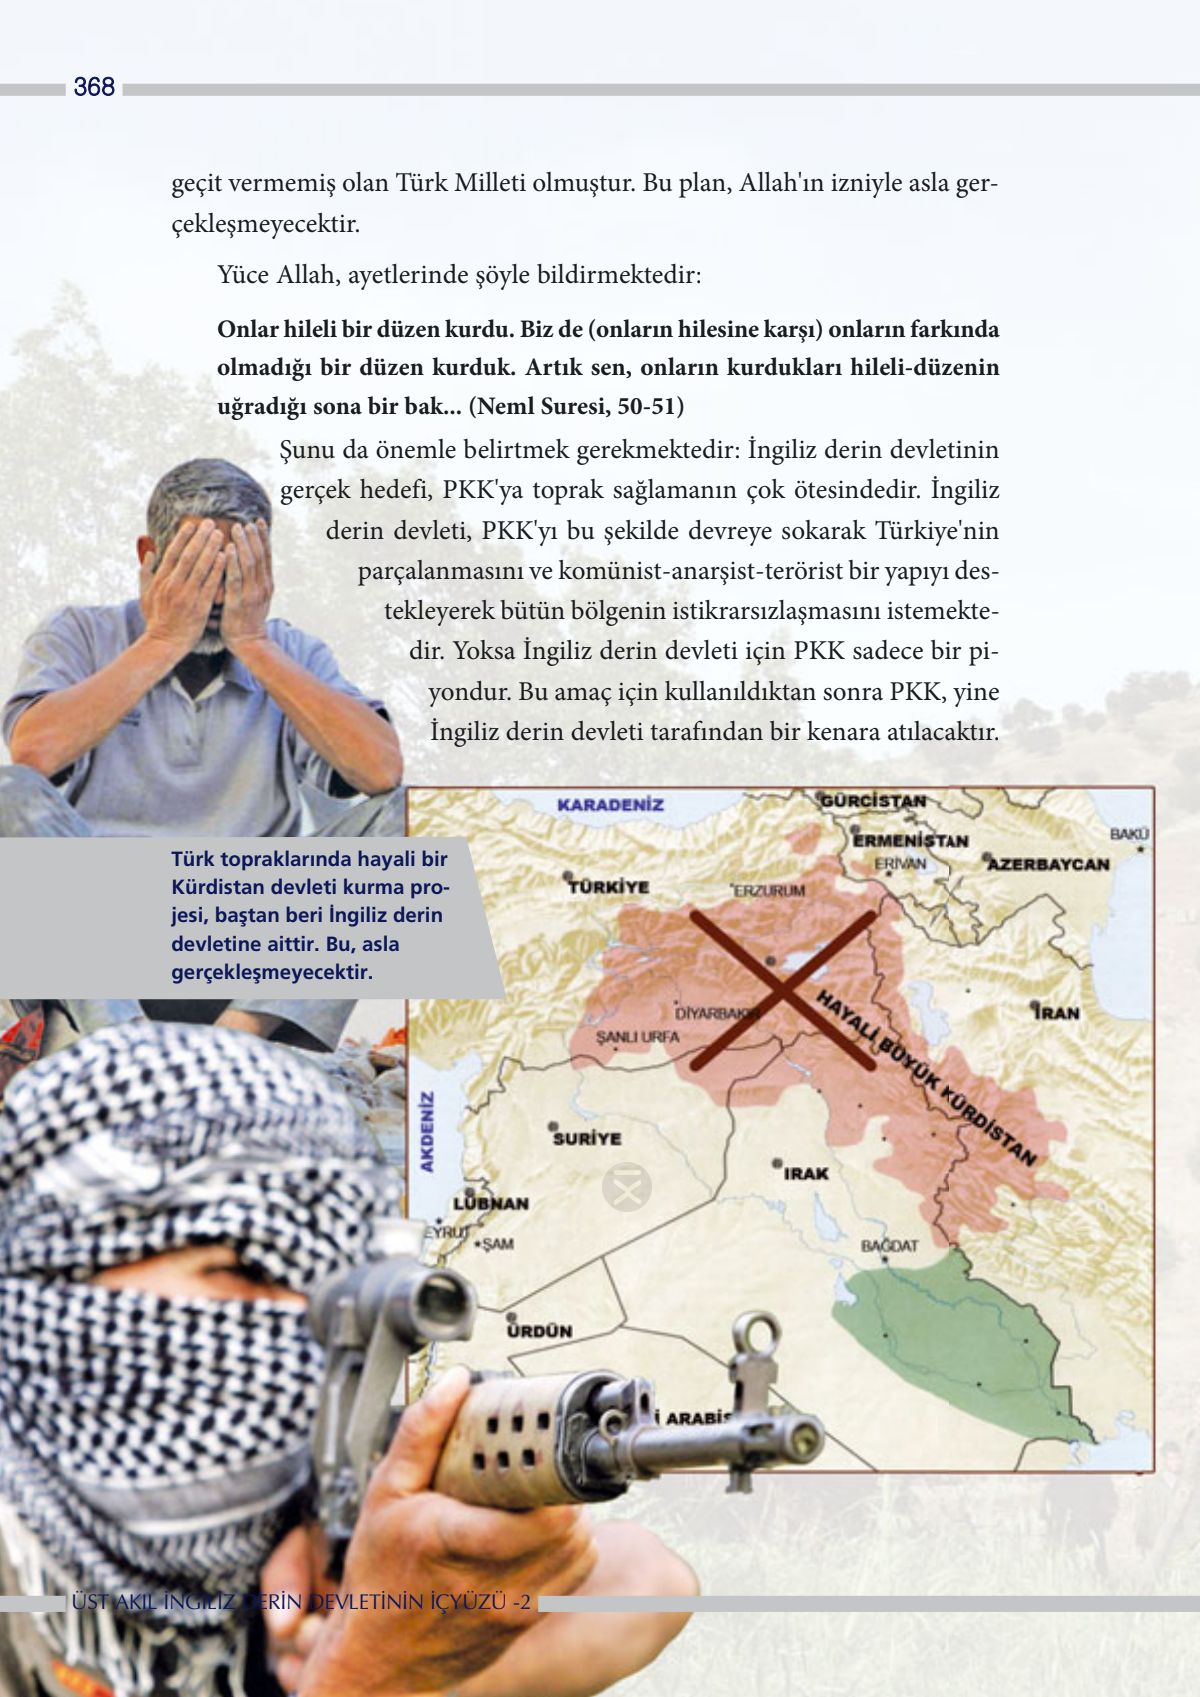 368
geçit vermemiş olan Türk Milleti olmuştur. Bu plan, Allah'ın izniyle asla ger-
çekleşmeyecektir.
Yüce Allah, ayetlerinde şöyle bildirmektedir:
Onlar hileli bir düzen kurdu. Biz de (onların hilesine karşı) onların farkında
olmadığı bir düzen kurduk. Artık sen, onların kurdukları hileli-düzenin
uğradığı sona bir bak... (Neml Suresi, 50-51)
Şunu da önemle belirtmek gerekmektedir: İngiliz derin devletinin
gerçek hedefi, PKK'ya toprak sağlamanın çok ötesindedir. İngiliz
derin devleti, PKK'yı bu şekilde devreye sokarak Türkiye'nin
parçalanmasını ve komünist-anarşist-terörist bir yapıyı des-
tekleyerek bütün bölgenin istikrarsızlaşmasını istemekte-
dir. Yoksa İngiliz derin devleti için PKK sadece bir pi-
yondur. Bu amaç için kullanıldıktan sonra PKK, yine
İngiliz derin devleti tarafından bir kenara atılacaktır.
Türk topraklarında hayali bir
Kürdistan devleti kurma pro-
jesi, baştan beri İngiliz derin
devletine aittir. Bu, asla
gerçekleşmeyecektir.
KARADENİZ
GÜRCİSTAN
ERMENİSTAN
BAKÜ
ERİVAN
AZERBAYCAN
TÜRKİYE
ERZURUM
DİYARBAKIR
İRAN
ŞANLI URFA
HAYALİ BÜYÜK KÜRDİSTAN
AKDENİZ
SURİYE
IRAK
LÜBNAN
EYRUT
ŞAM
BAĞDAT
ÜRDÜN
İ ARABİS
ÜST AKIL İNGİLİZ DERİN DEVLETİNİN İÇYÜZÜ -2